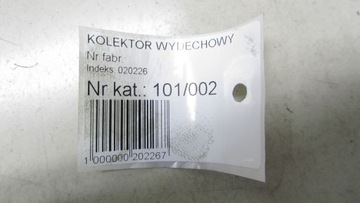 KOLEKTOR WYDECHOWY
Nr fabr.
Indeks: 020226
Nr kat.: 101/002
1 000000 202267